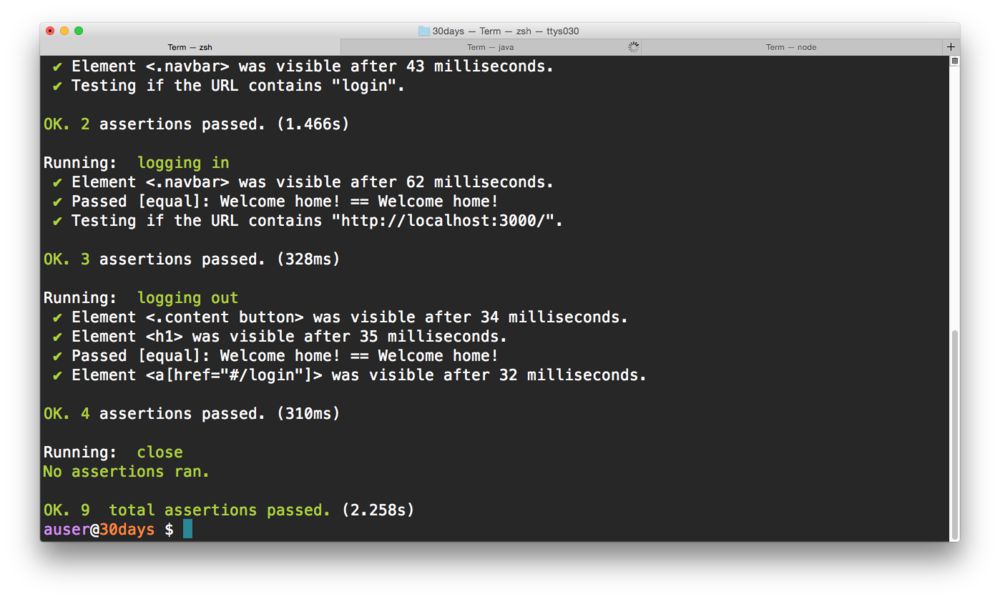 30days — Term — zsh — ttys030
Term — zsh
Term — java
Term — node
+
✔ Element <.navbar> was visible after 43 milliseconds.
✔ Testing if the URL contains "login".
OK. 2 assertions passed. (1.466s)
Running:  logging in
✔ Element <.navbar> was visible after 62 milliseconds.
✔ Passed [equal]: Welcome home! == Welcome home!
✔ Testing if the URL contains "http://localhost:3000/".
OK. 3 assertions passed. (328ms)
Running:  logging out
✔ Element <.content button> was visible after 34 milliseconds.
✔ Element <h1> was visible after 35 milliseconds.
✔ Passed [equal]: Welcome home! == Welcome home!
✔ Element <a[href="#/login"]> was visible after 32 milliseconds.
OK. 4 assertions passed. (310ms)
Running:  close
No assertions ran.
OK. 9  total assertions passed. (2.258s)
auser@30days $